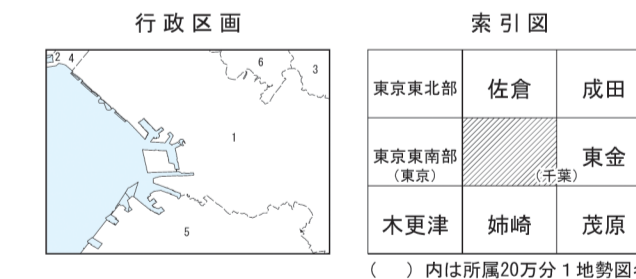 行政区画
2 4
6
3
1
5
索引図
東京東北部 佐倉 成田
東京東南部 東金
(東京) (千葉)
木更津 姉崎 茂原
( )内は所属20万分1地勢図